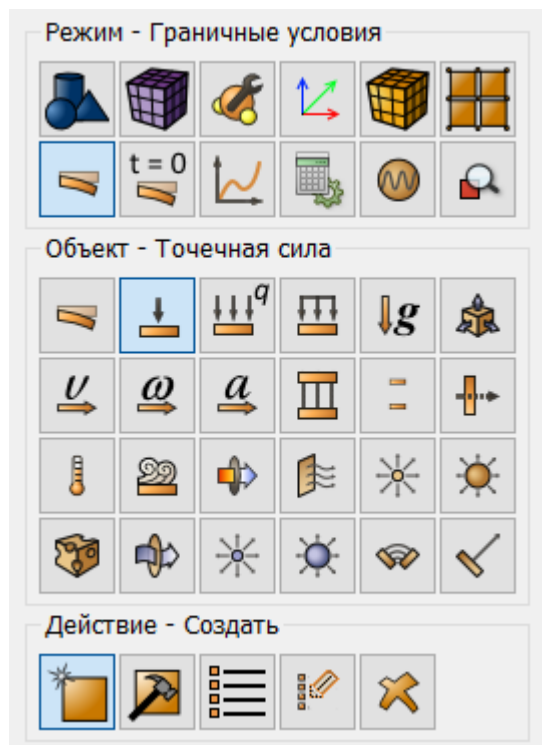 Режим - Граничные условия
t = 0
Объект - Точечная сила
q
g
υ ω a
Действие - Создать